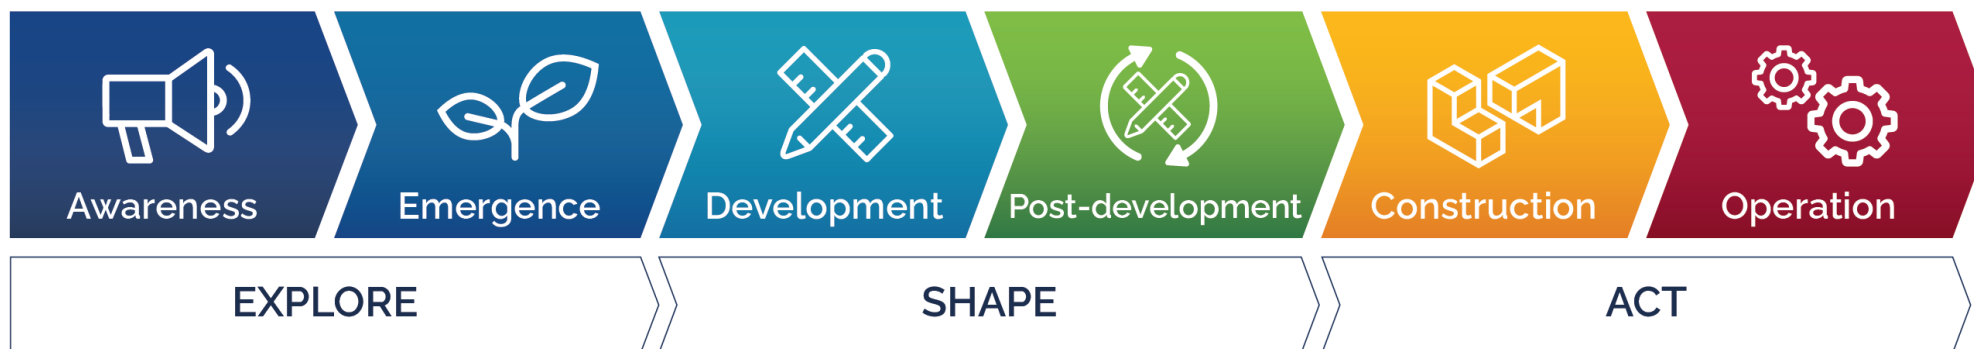 Awareness
Emergence
Development
Post-development
Construction
Operation
EXPLORE
SHAPE
ACT